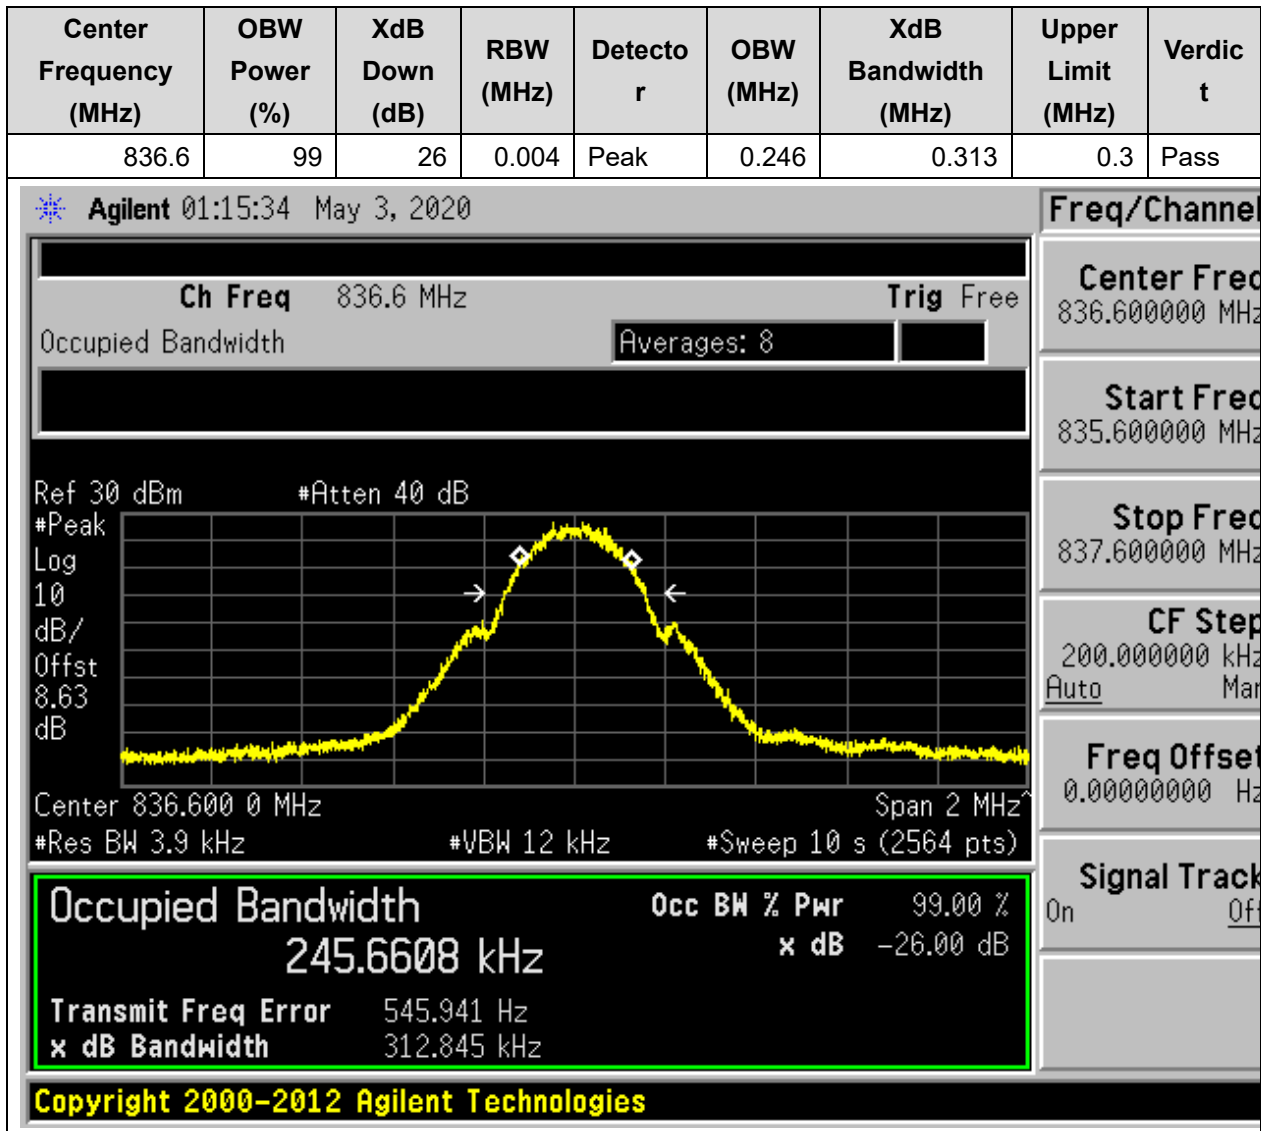 Center Frequency (MHz) OBW Power (%) XdB Down (dB) RBW (MHz) Detecto r OBW (MHz) XdB Bandwidth (MHz) Upper Limit (MHz) Verdic t
836.6 99 26 0.004 Peak 0.246 0.313 0.3 Pass
Agilent 01:15:34 May 3, 2020
Freq/Channel
Ch Freq 836.6 MHz Trig Free
Occupied Bandwidth Averages: 8
Ref 30 dBm #Atten 40 dB
#Peak
Log
10
dB/
Offst
8.63
dB
Center 836.600 0 MHz Span 2 MHz^
#Res BW 3.9 kHz #VBW 12 kHz #Sweep 10 s (2564 pts)
Occupied Bandwidth Occ BW % Pwr 99.00 %
245.6608 kHz x dB -26.00 dB
Transmit Freq Error 545.941 Hz
x dB Bandwidth 312.845 kHz
Center Freq
836.600000 MHz
Start Freq
835.600000 MHz
Stop Freq
837.600000 MHz
CF Step
200.000000 kHz
Auto Man
Freq Offset
0.00000000 Hz
Signal Track
On Off
Copyright 2000-2012 Agilent Technologies